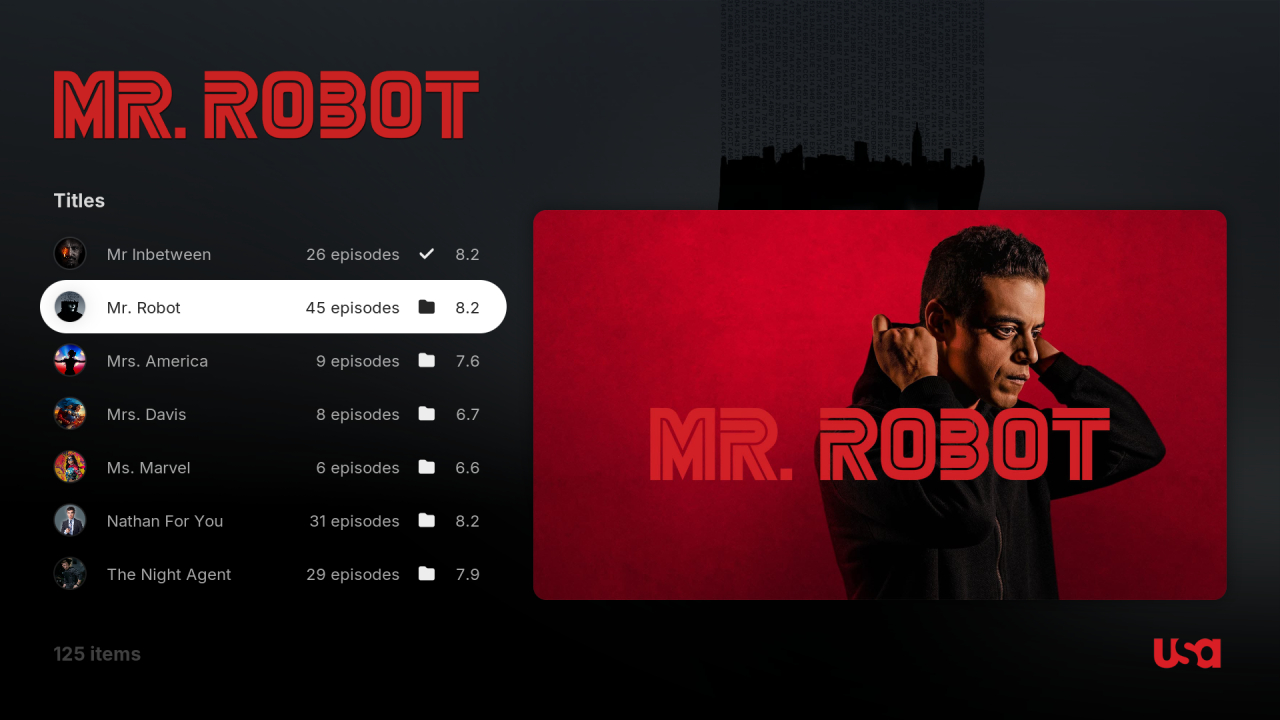 MR. ROBOT
Titles
Mr Inbetween 26 episodes 8.2
Mr. Robot 45 episodes 8.2
Mrs. America 9 episodes 7.6
Mrs. Davis 8 episodes 6.7
Ms. Marvel 6 episodes 6.6
Nathan For You 31 episodes 8.2
The Night Agent 29 episodes 7.9
MR. ROBOT
125 items
usa